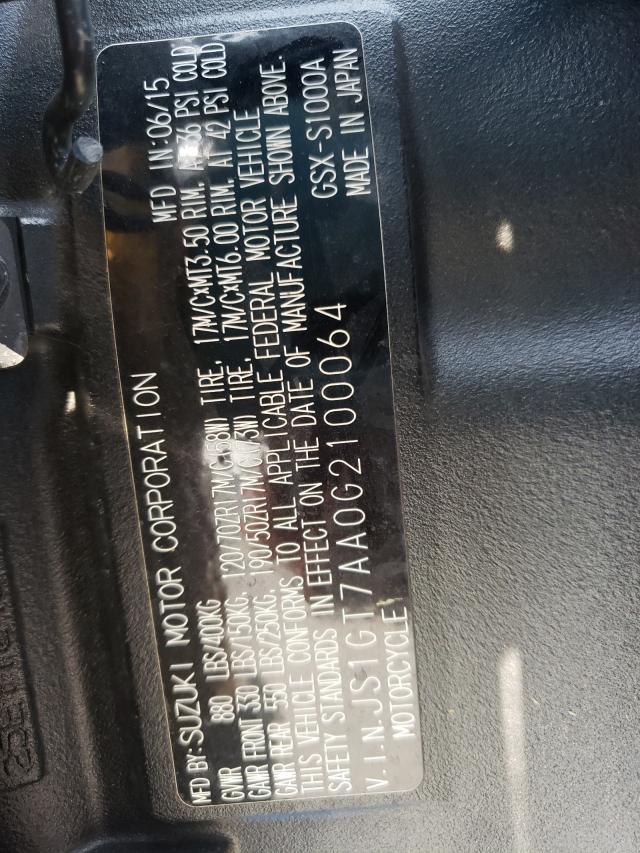 MFD BY:SUZUKI MOTOR CORPORATION MFD IN:06/15
GVWR 880 LBS/400KG
GAWR FRONT 330 LBS/150KG, 120/70ZR17M/C(58W) TIRE, 17M/CxMT3.50 RIM. AT 36 PSI COLD
GAWR REAR 550 LBS/250KG, 190/50ZR17M/C(73W) TIRE, 17M/CxMT6.00 RIM. AT 42 PSI COLD
THIS VEHICLE CONFORMS TO ALL APPL CABLE FEDERAL MOTOR VEHICLE
SAFETY STANDARDS IN EFFECT ON THE DATE OF MANUFACTURE SHOWN ABOVE.
V.I.N.JS1GT7AA0G2100064 GSX-S1000A
MOTORCYCLE MADE IN JAPAN